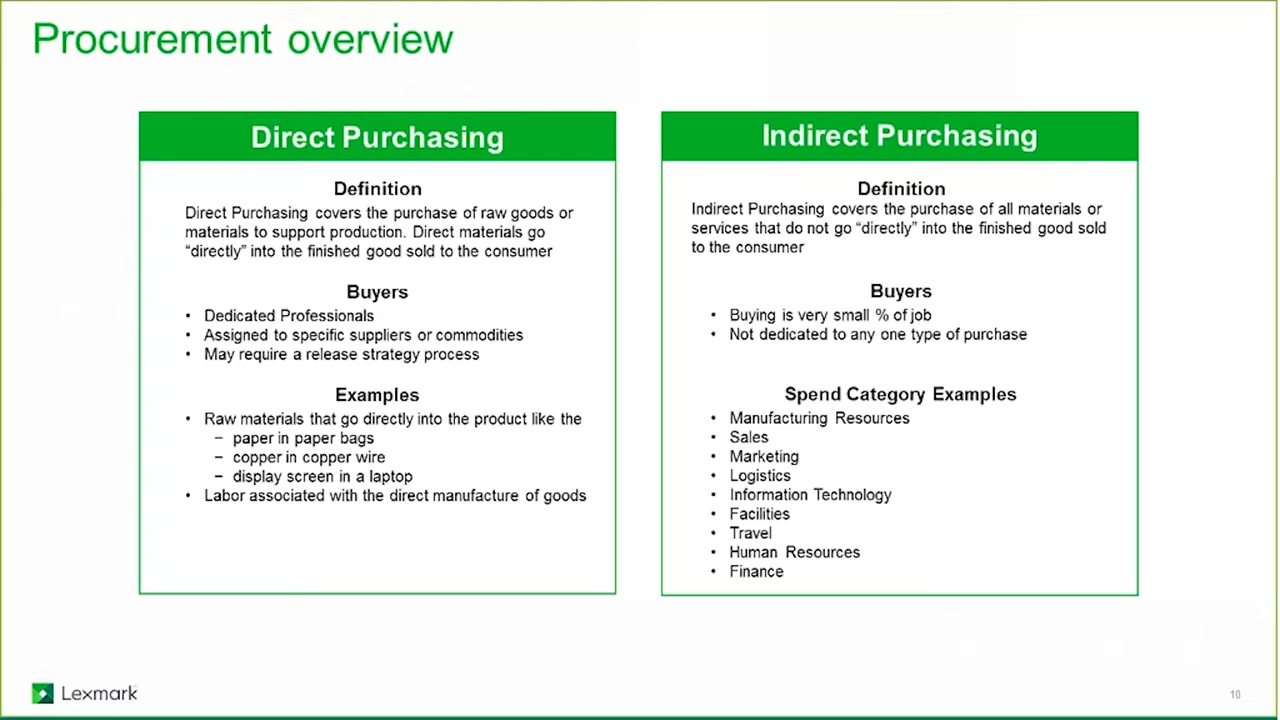 Procurement overview
Direct Purchasing
Definition
Direct Purchasing covers the purchase of raw goods or
materials to support production. Direct materials go
“directly” into the finished good sold to the consumer
Buyers
• Dedicated Professionals
• Assigned to specific suppliers or commodities
• May require a release strategy process
Examples
• Raw materials that go directly into the product like the
– paper in paper bags
– copper in copper wire
– display screen in a laptop
• Labor associated with the direct manufacture of goods
Indirect Purchasing
Definition
Indirect Purchasing covers the purchase of all materials or
services that do not go “directly” into the finished good sold
to the consumer
Buyers
• Buying is very small % of job
• Not dedicated to any one type of purchase
Spend Category Examples
• Manufacturing Resources
• Sales
• Marketing
• Logistics
• Information Technology
• Facilities
• Travel
• Human Resources
• Finance
Lexmark
10